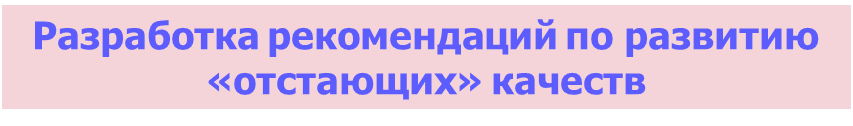 Разработка рекомендаций по развитию
«отстающих» качеств